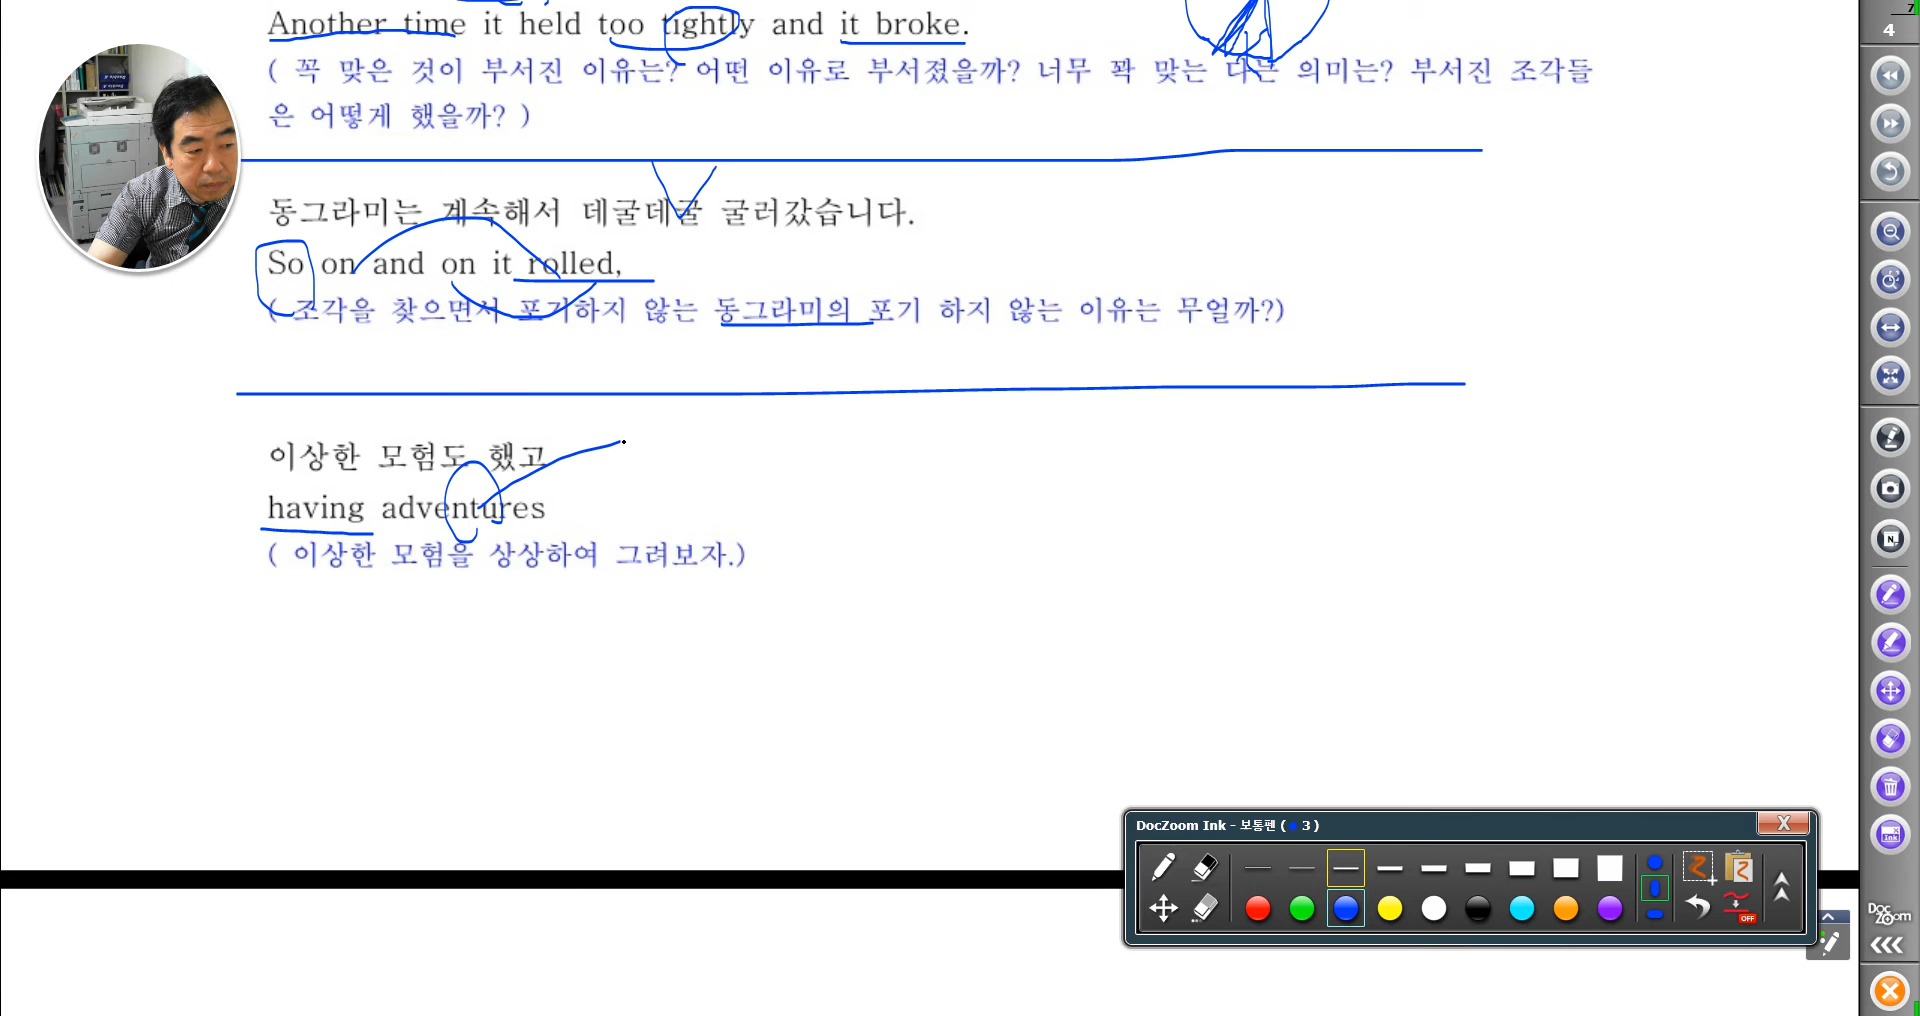 7
4
Another time it held too tightly and it broke.
( 꼭 맞은 것이 부서진 이유는? 어떤 이유로 부서졌을까? 너무 꽉 맞는 다른 의미는? 부서진 조각들
은 어떻게 했을까? )
동그라미는 계속해서 데굴데굴 굴러갔습니다.
So on and on it rolled,
( 조각을 찾으면서 포기하지 않는 동그라미의 포기 하지 않는 이유는 무얼까?)
이상한 모험도 했고
having adventures
( 이상한 모험을 상상하여 그려보자.)
DocZoom Ink - 보통펜 ( 3 )
OFF
Doc
Zoom